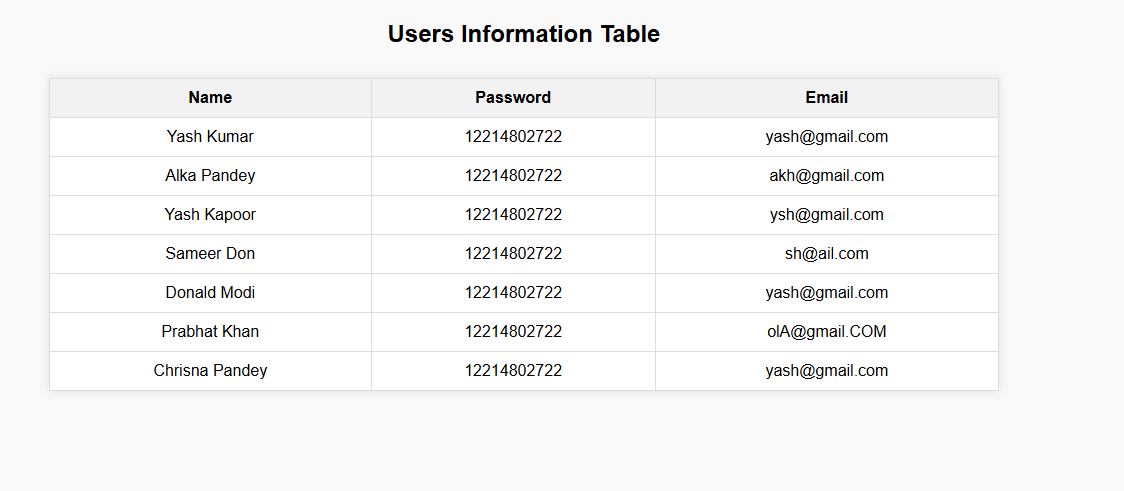 Users Information Table
Name Password Email
Yash Kumar 12214802722 yash@gmail.com
Alka Pandey 12214802722 akh@gmail.com
Yash Kapoor 12214802722 ysh@gmail.com
Sameer Don 12214802722 sh@ail.com
Donald Modi 12214802722 yash@gmail.com
Prabhat Khan 12214802722 olA@gmail.COM
Chrisna Pandey 12214802722 yash@gmail.com